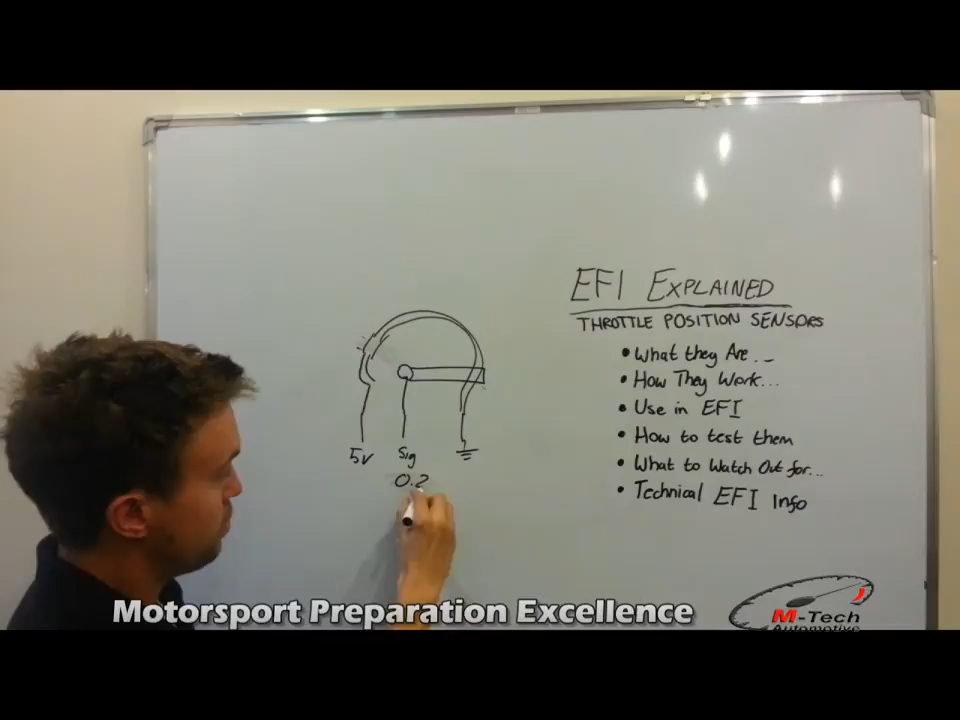 EFI EXPLAINED
THROTTLE POSITION SENSORS
• What they Are...
• How They Work...
• Use in EFI
• How to test them
• What to Watch Out for...
• Technical EFI Info
5V Sig
0.2
Motorsport Preparation Excellence
M-Tech
Automotive